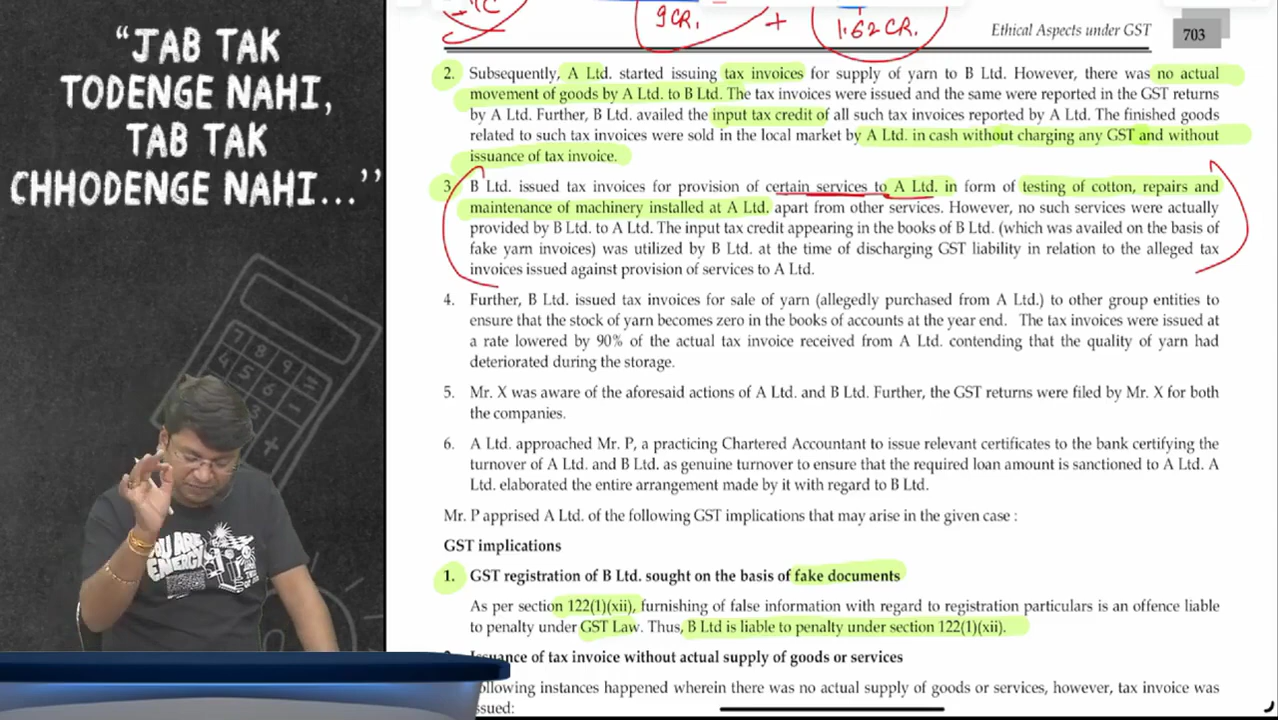 “JAB TAK
TODENGE NAHI,
TAB TAK
CHHODENGE NAHI...’’
9CR.
+
1.62 CR.
Ethical Aspects under GST
703
2. Subsequently, A Ltd. started issuing tax invoices for supply of yarn to B Ltd. However, there was no actual
movement of goods by A Ltd. to B Ltd. The tax invoices were issued and the same were reported in the GST returns
by A Ltd. Further, B Ltd. availed the input tax credit of all such tax invoices reported by A Ltd. The finished goods
related to such tax invoices were sold in the local market by A Ltd. in cash without charging any GST and without
issuance of tax invoice.
3. B Ltd. issued tax invoices for provision of certain services to A Ltd. in form of testing of cotton, repairs and
maintenance of machinery installed at A Ltd. apart from other services. However, no such services were actually
provided by B Ltd. to A Ltd. The input tax credit appearing in the books of B Ltd. (which was availed on the basis of
fake yarn invoices) was utilized by B Ltd. at the time of discharging GST liability in relation to the alleged tax
invoices issued against provision of services to A Ltd.
4. Further, B Ltd. issued tax invoices for sale of yarn (allegedly purchased from A Ltd.) to other group entities to
ensure that the stock of yarn becomes zero in the books of accounts at the year end. The tax invoices were issued at
a rate lowered by 90% of the actual tax invoice received from A Ltd. contending that the quality of yarn had
deteriorated during the storage.
5. Mr. X was aware of the aforesaid actions of A Ltd. and B Ltd. Further, the GST returns were filed by Mr. X for both
the companies.
6. A Ltd. approached Mr. P, a practicing Chartered Accountant to issue relevant certificates to the bank certifying the
turnover of A Ltd. and B Ltd. as genuine turnover to ensure that the required loan amount is sanctioned to A Ltd. A
Ltd. elaborated the entire arrangement made by it with regard to B Ltd.
Mr. P apprised A Ltd. of the following GST implications that may arise in the given case :
GST implications
1. GST registration of B Ltd. sought on the basis of fake documents
As per section 122(1)(xii), furnishing of false information with regard to registration particulars is an offence liable
to penalty under GST Law. Thus, B Ltd is liable to penalty under section 122(1)(xii).
Issuance of tax invoice without actual supply of goods or services
following instances happened wherein there was no actual supply of goods or services, however, tax invoice was
issued: